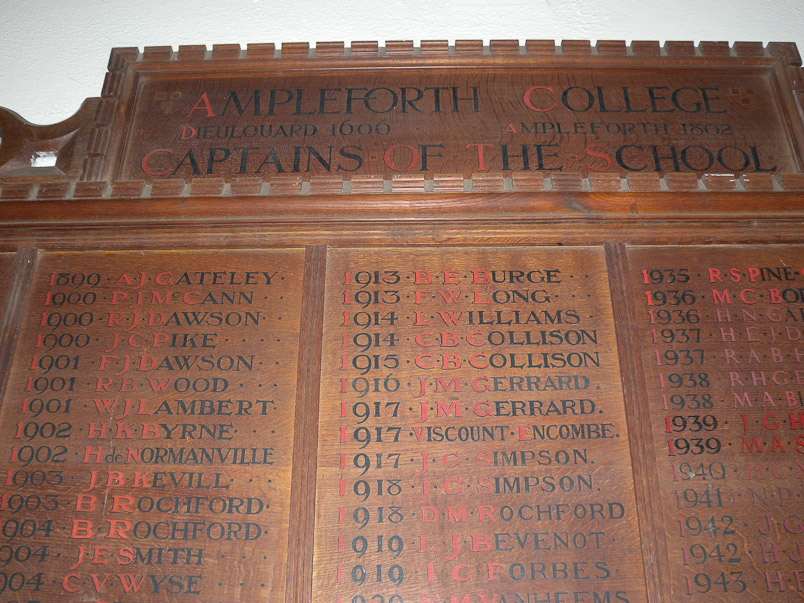 AMPLEFORTH COLLEGE
DIEULOUARD 1606 AMPLEFORTH 1802
CAPTAINS OF THE SCHOOL
1899 A·J·GATELEY
1900 P·J·McCANN
1900 R·J·DAWSON
1900 J·C·PIKE
1901 F·J·DAWSON
1901 R·B·WOOD
1901 W·J·LAMBERT
1902 H·K·BYRNE
1902 H de NORMANVILLE
1903 J·B·KEVILL
1903 B ROCHFORD
1904 B ROCHFORD
1904 J·E·SMITH
1904 C·V·WYSE
1913 B·E·BURGE
1913 F·W·LONG
1914 L·WILLIAMS
1914 C·B·COLLISON
1915 C·B·COLLISON
1916 J·M·GERRARD
1917 J·M·GERRARD
1917 VISCOUNT ENCOMBE
1917 J·C·SIMPSON
1918 J·C·SIMPSON
1918 D·M·ROCHFORD
1919 L·J·BEVENOT
1919 I·G·FORBES
1920 VANHEEMS
1935 R·S·PINE
1936 M·C·
1936 H·N·
1937 H·E·J·
1937 R·A·B·
1938 R·H·G·
1938 M·A·B·
1939 J·G·
1939 M·A·S·
1940
1941 N·P·
1942 J·
1942 H·J·
1943 H·